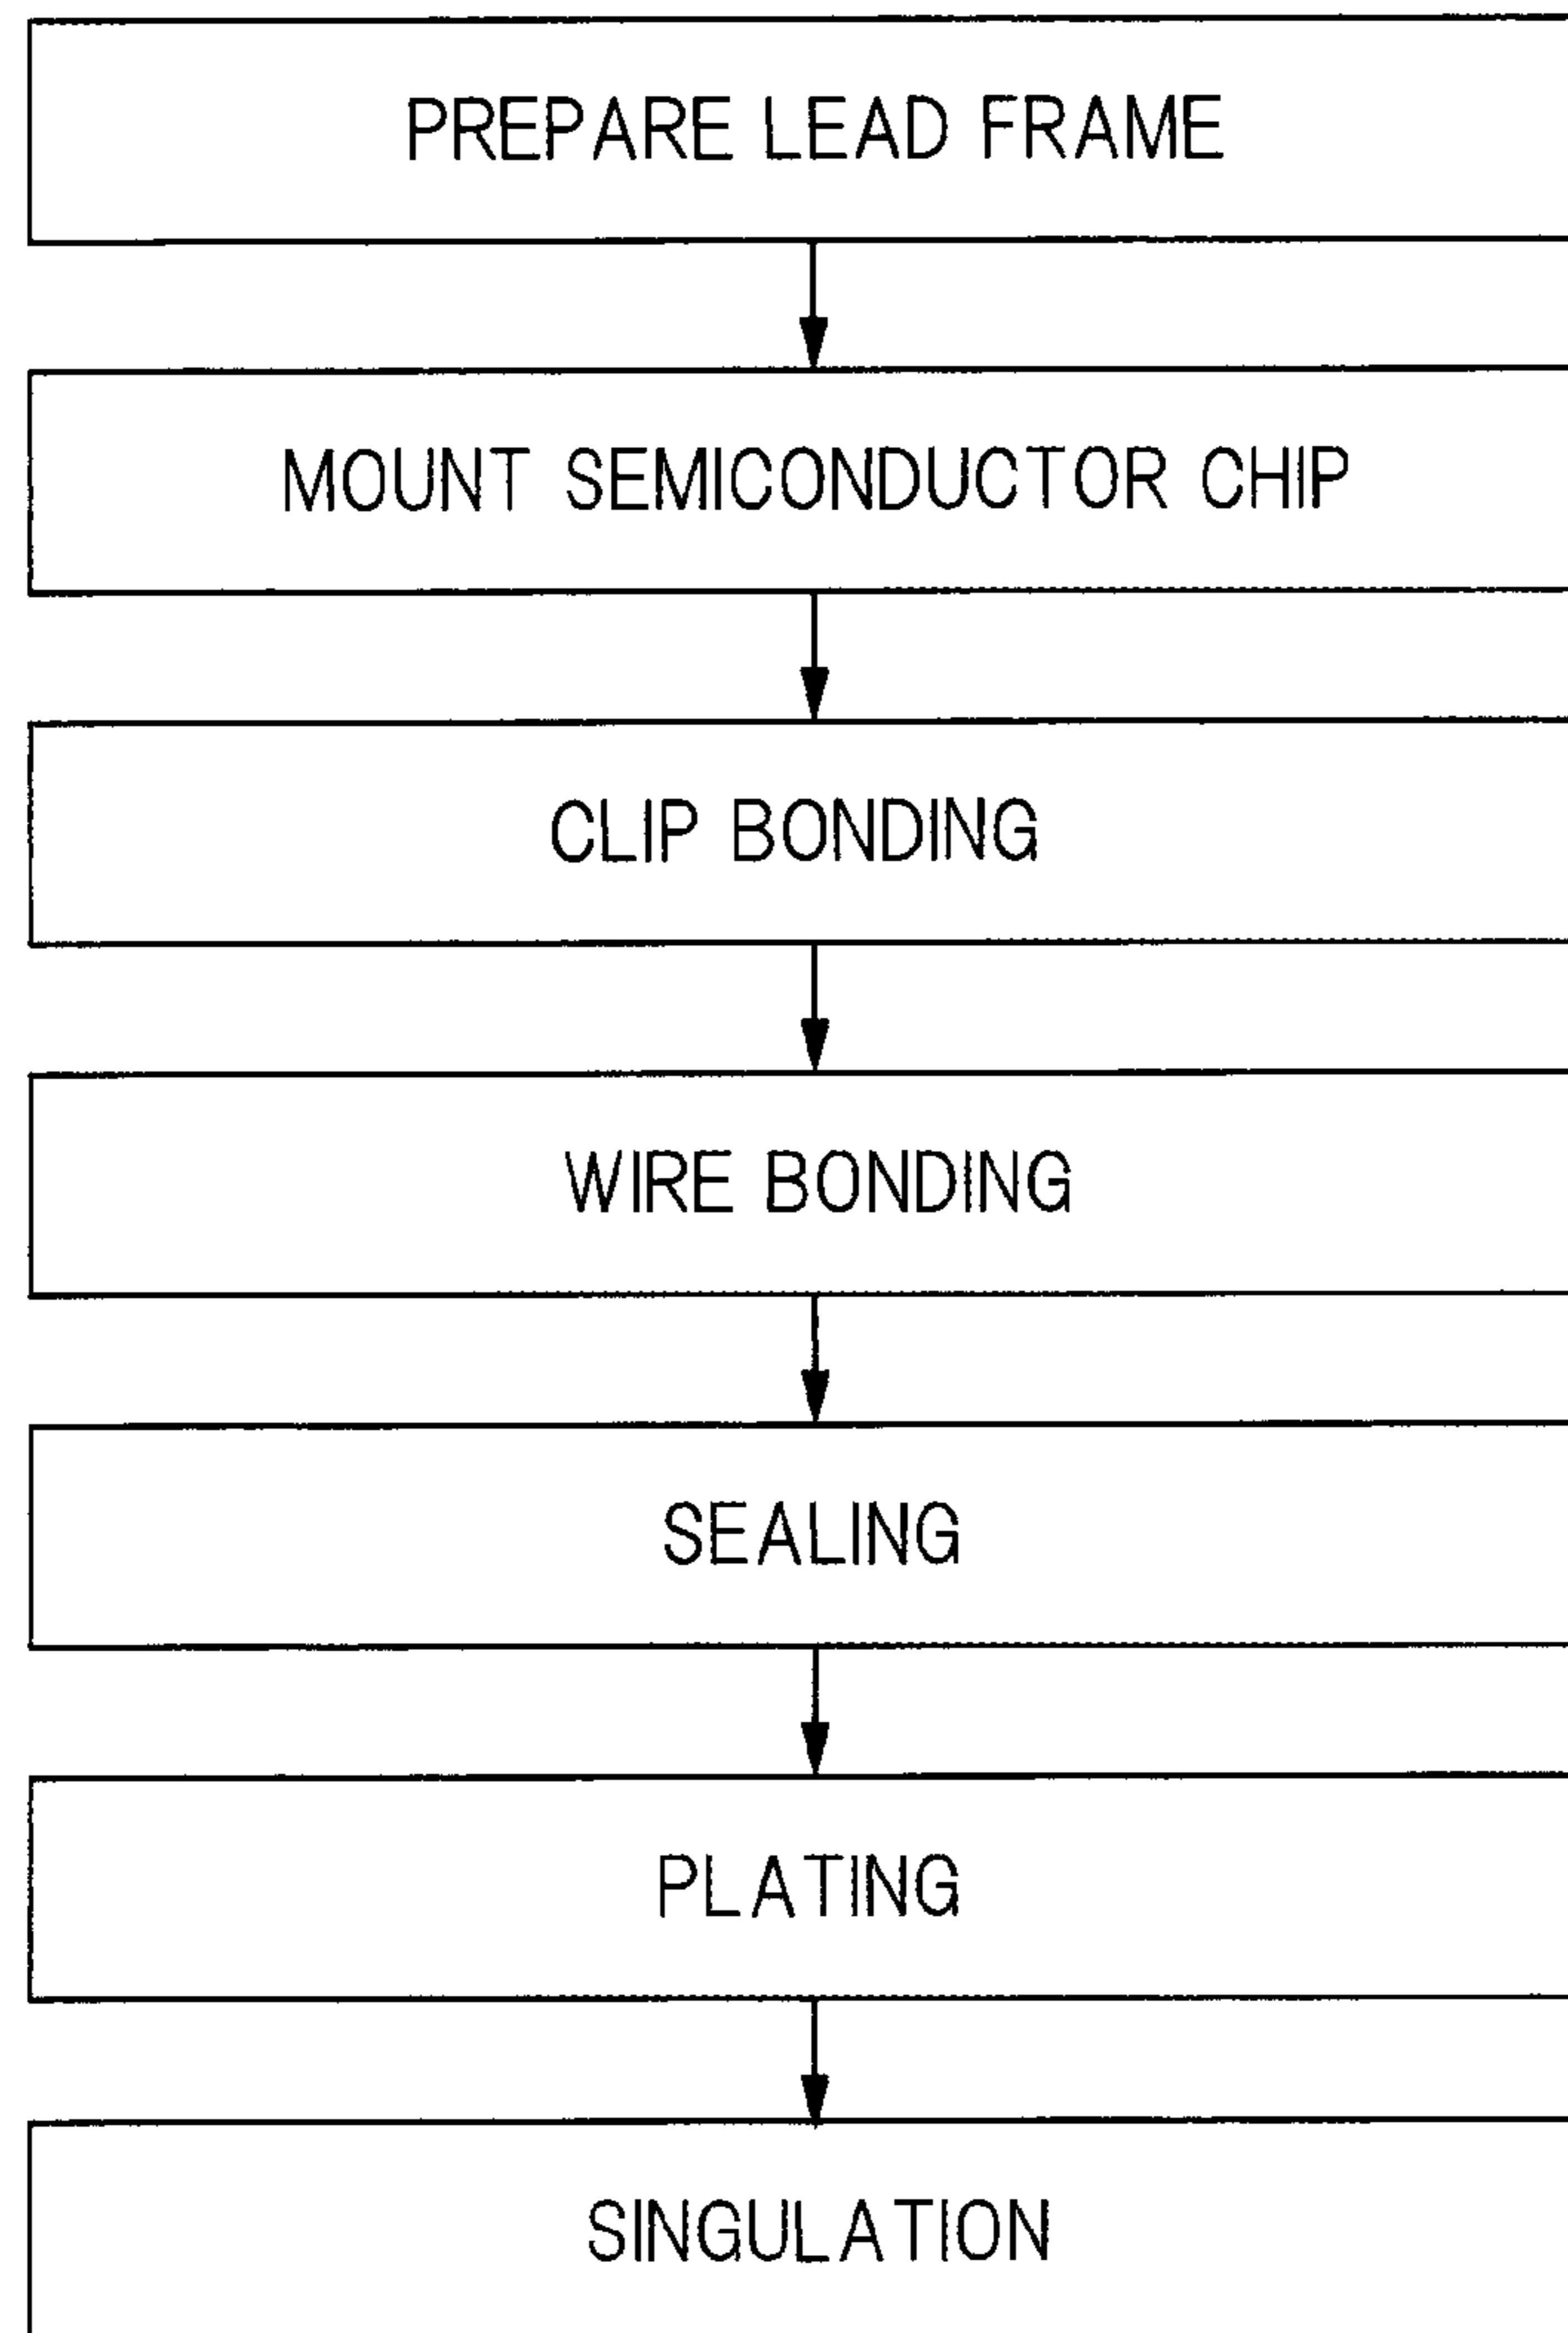 PREPARE LEAD FRAME
MOUNT SEMICONDUCTOR CHIP
CLIP BONDING
WIRE BONDING
SEALING
PLATING
SINGULATION